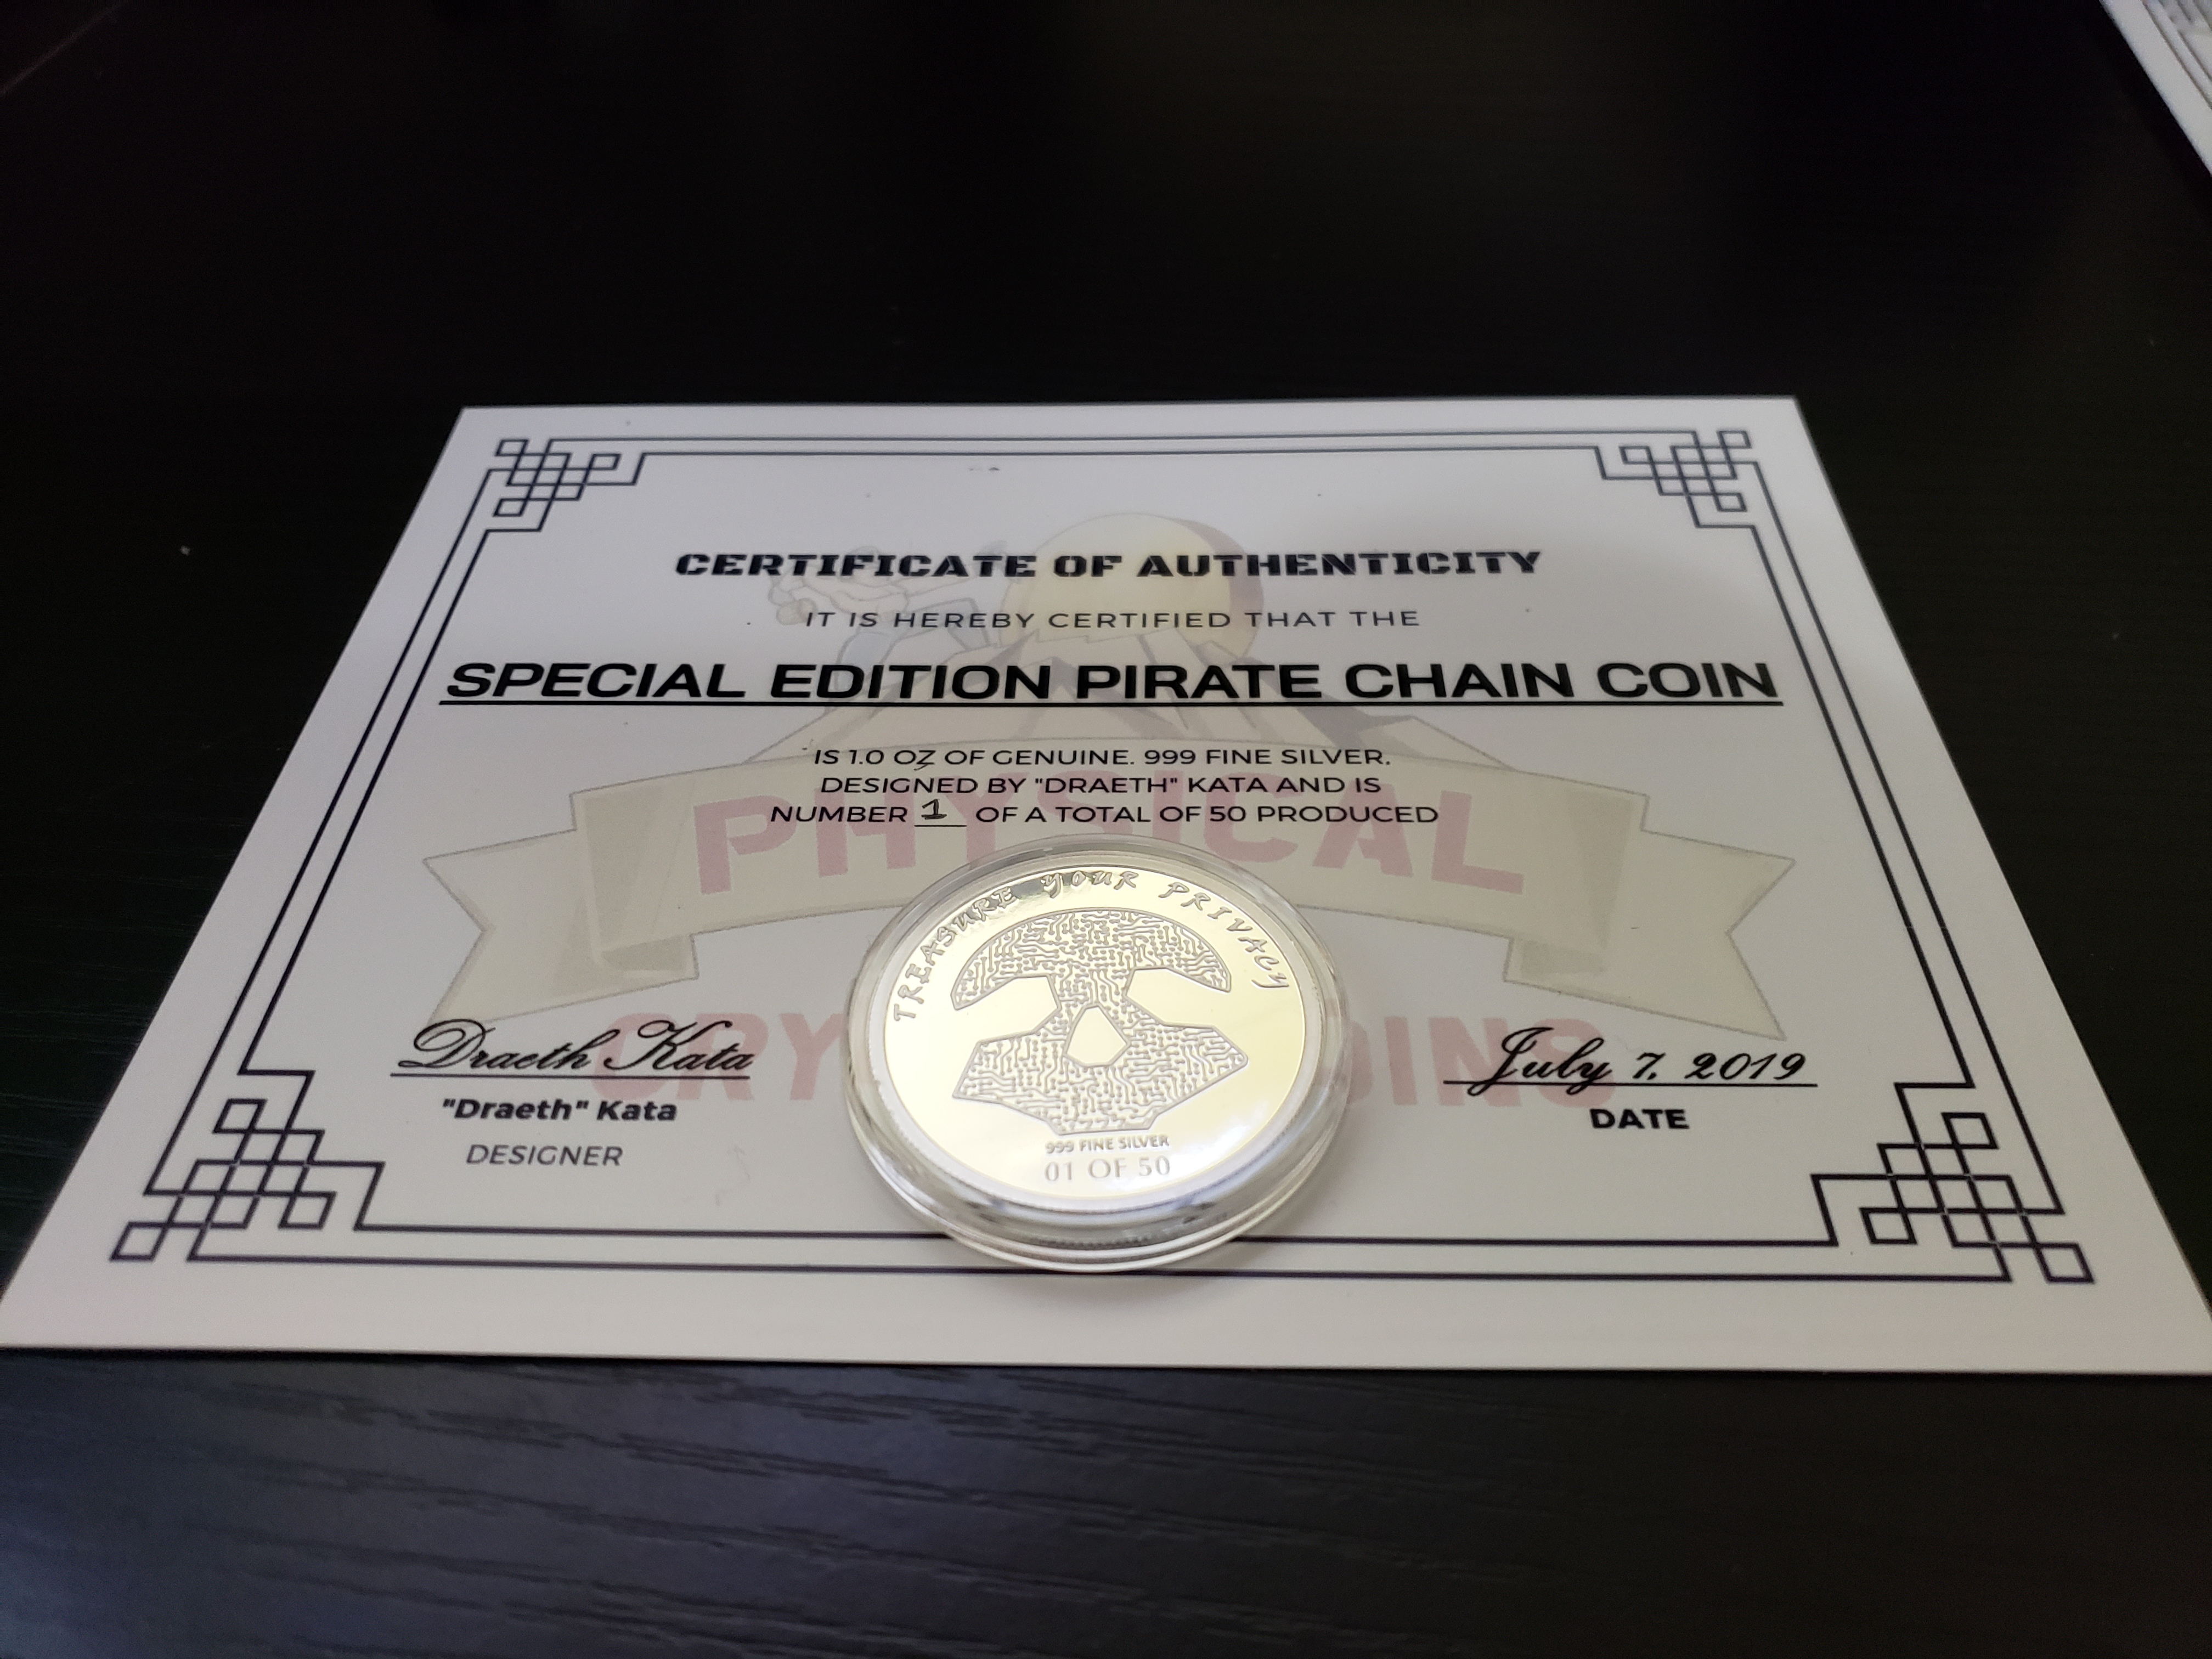 CERTIFICATE OF AUTHENTICITY
IT IS HEREBY CERTIFIED THAT THE
SPECIAL EDITION PIRATE CHAIN COIN
IS 1.0 OZ OF GENUINE. 999 FINE SILVER,
DESIGNED BY "DRAETH" KATA AND IS
NUMBER 1 OF A TOTAL OF 50 PRODUCED
PHYSICAL
TREASURE YOUR PRIVACY
999 FINE SILVER
01 OF 50
Draeth Kata
"Draeth" Kata
DESIGNER
July 7, 2019
DATE